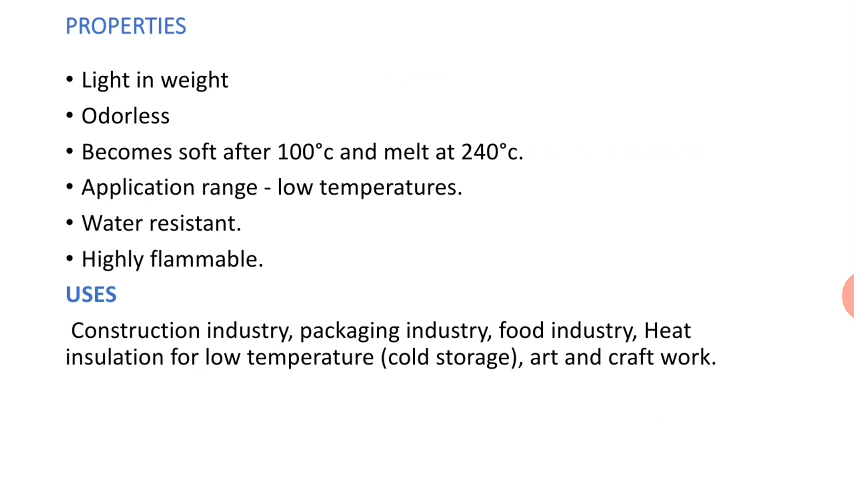 PROPERTIES
• Light in weight
• Odorless
• Becomes soft after 100°c and melt at 240°c.
• Application range - low temperatures.
• Water resistant.
• Highly flammable.
USES
Construction industry, packaging industry, food industry, Heat
insulation for low temperature (cold storage), art and craft work.